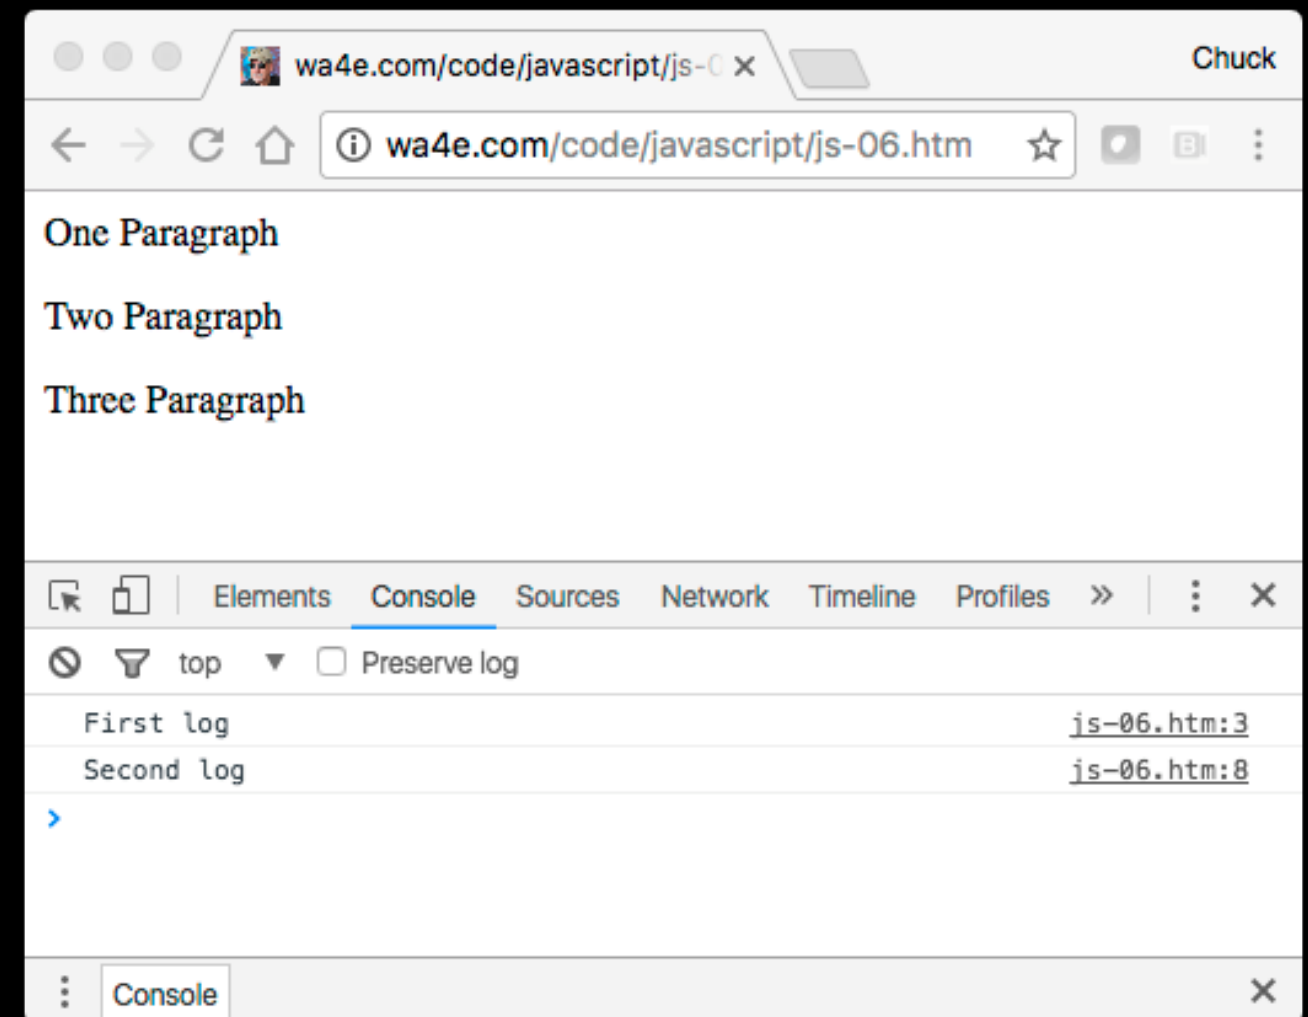 wa4e.com/code/javascript/js-0
Chuck
wa4e.com/code/javascript/js-06.htm
One Paragraph
Two Paragraph
Three Paragraph
Elements Console Sources Network Timeline Profiles »
top Preserve log
First log js-06.htm:3
Second log js-06.htm:8
Console